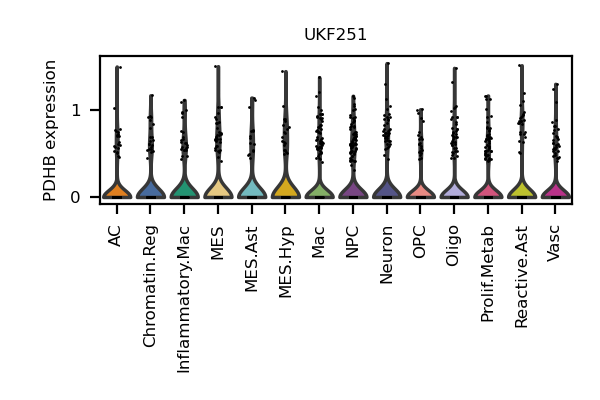 UKF251
PDHB expression
1
0
AC
Chromatin.Reg
Inflammatory.Mac
MES
MES.Ast
MES.Hyp
Mac
NPC
Neuron
OPC
Oligo
Prolif.Metab
Reactive.Ast
Vasc